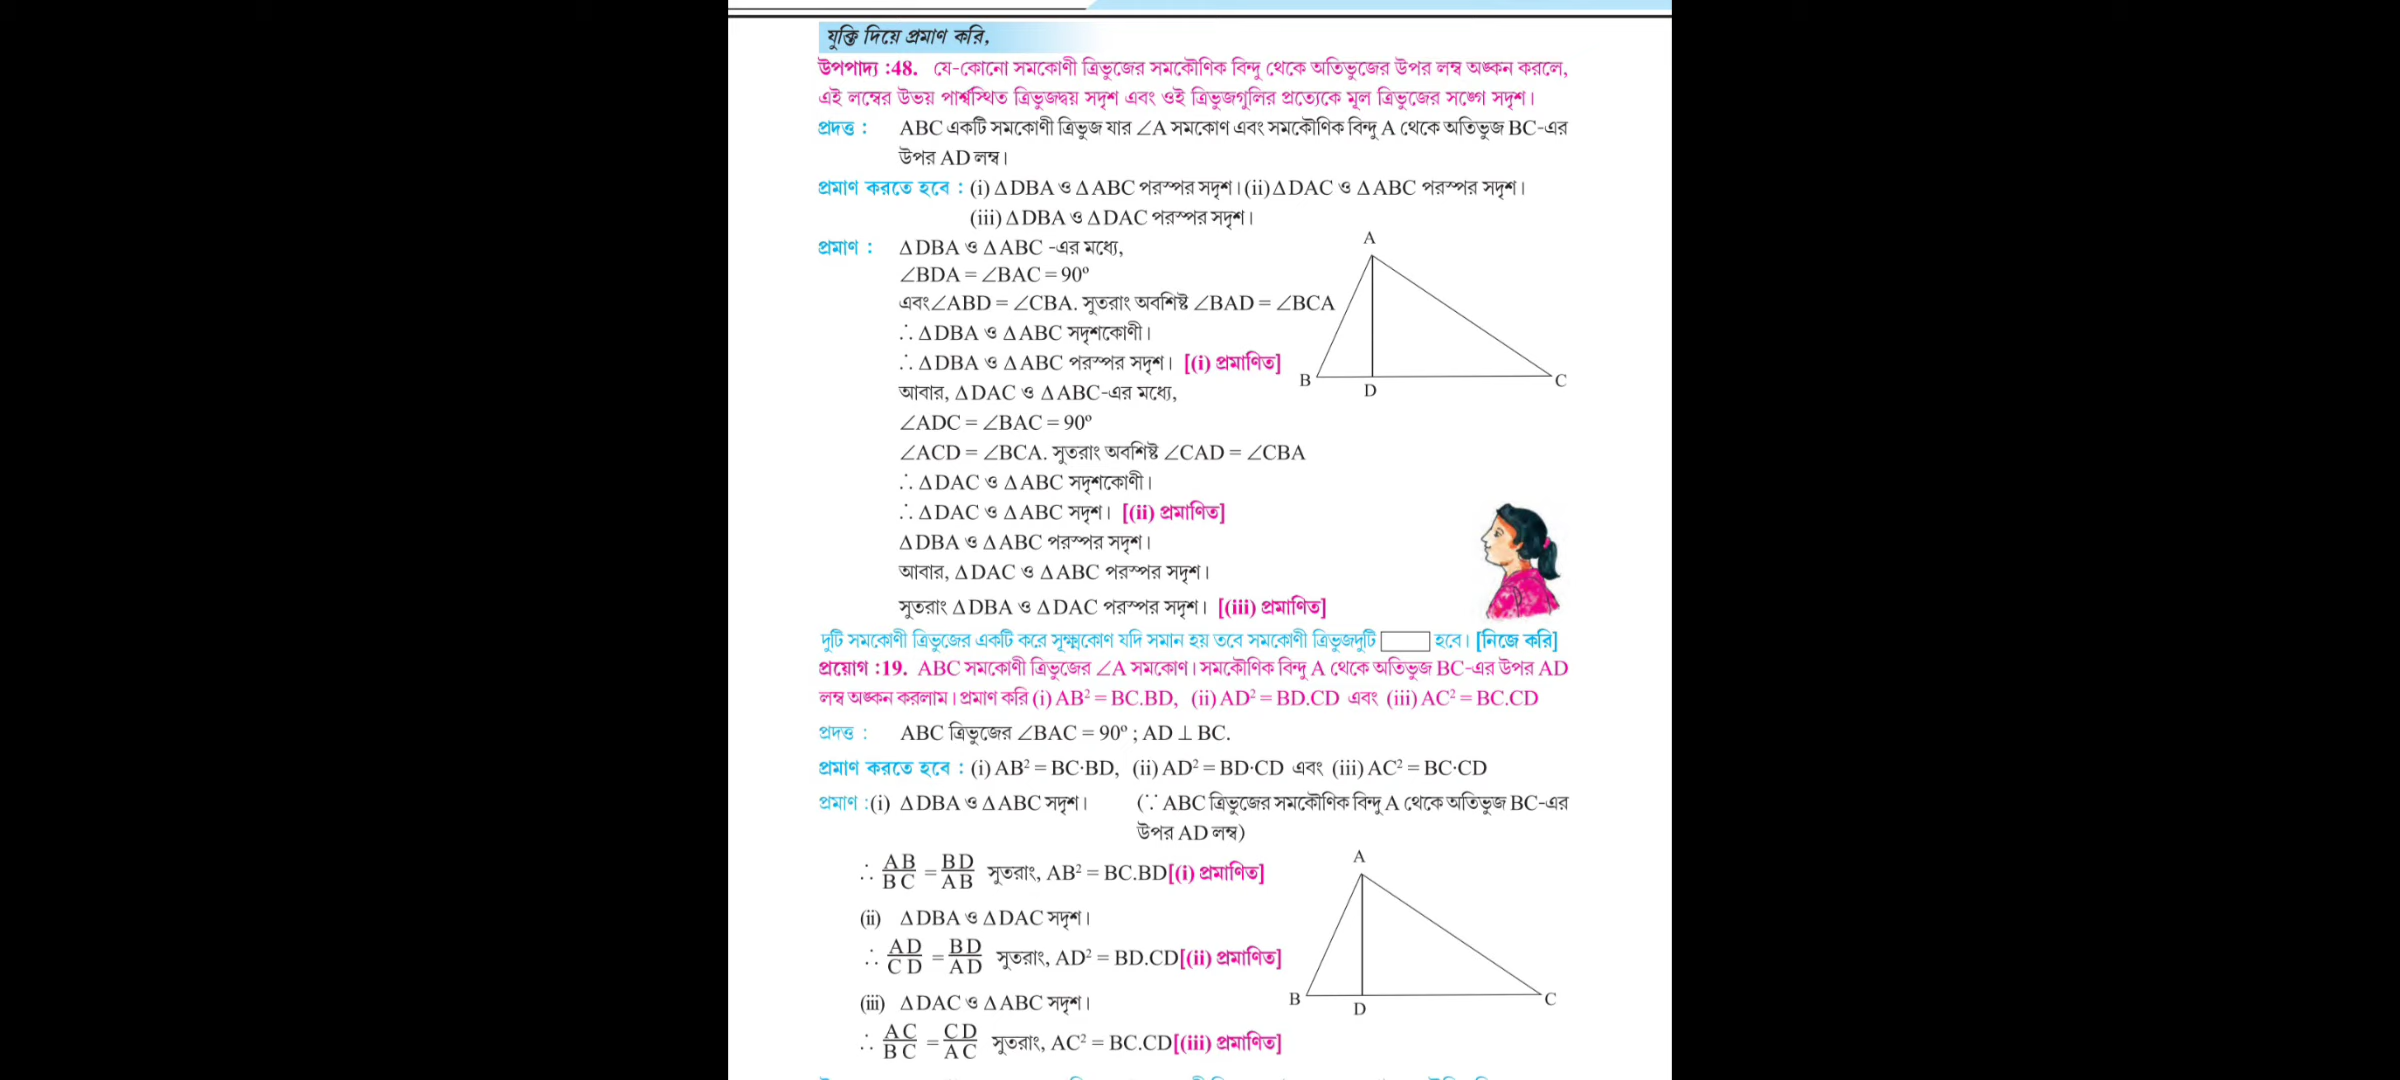 যুক্তি দিয়ে প্রমাণ করি,
উপপাদ্য :48. যে-কোনো সমকোণী ত্রিভুজের সমকৌণিক বিন্দু থেকে অতিভুজের উপর লম্ব অঙ্কন করলে,
এই লম্বের উভয় পার্শ্বস্থিত ত্রিভুজদ্বয় সদৃশ এবং ওই ত্রিভুজগুলির প্রত্যেকে মূল ত্রিভুজের সঙ্গে সদৃশ।
প্রদত্ত : ABC একটি সমকোণী ত্রিভুজ যার ∠A সমকোণ এবং সমকৌণিক বিন্দু A থেকে অতিভুজ BC-এর
উপর AD লম্ব।
প্রমাণ করতে হবে : (i) ΔDBA ও ΔABC পরস্পর সদৃশ। (ii) ΔDAC ও ΔABC পরস্পর সদৃশ।
(iii) ΔDBA ও ΔDAC পরস্পর সদৃশ।
প্রমাণ : ΔDBA ও ΔABC -এর মধ্যে,
∠BDA = ∠BAC = 90º
এবং∠ABD = ∠CBA. সুতরাং অবশিষ্ট ∠BAD = ∠BCA
∴ ΔDBA ও ΔABC সদৃশকোণী।
∴ ΔDBA ও ΔABC পরস্পর সদৃশ। [(i) প্রমাণিত]
আবার, ΔDAC ও ΔABC-এর মধ্যে,
∠ADC = ∠BAC = 90º
∠ACD = ∠BCA. সুতরাং অবশিষ্ট ∠CAD = ∠CBA
∴ ΔDAC ও ΔABC সদৃশকোণী।
∴ ΔDAC ও ΔABC সদৃশ। [(ii) প্রমাণিত]
ΔDBA ও ΔABC পরস্পর সদৃশ।
আবার, ΔDAC ও ΔABC পরস্পর সদৃশ।
সুতরাং ΔDBA ও ΔDAC পরস্পর সদৃশ। [(iii) প্রমাণিত]
A
B
D
C
দুটি সমকোণী ত্রিভুজের একটি করে সূক্ষ্মকোণ যদি সমান হয় তবে সমকোণী ত্রিভুজদুটি হবে। [নিজে করি]
প্রয়োগ :19. ABC সমকোণী ত্রিভুজের ∠A সমকোণ। সমকৌণিক বিন্দু A থেকে অতিভুজ BC-এর উপর AD
লম্ব অঙ্কন করলাম। প্রমাণ করি (i) AB² = BC.BD, (ii) AD² = BD.CD এবং (iii) AC² = BC.CD
প্রদত্ত : ABC ত্রিভুজের ∠BAC = 90º ; AD ⊥ BC.
প্রমাণ করতে হবে : (i) AB² = BC·BD, (ii) AD² = BD·CD এবং (iii) AC² = BC·CD
প্রমাণ :(i) ΔDBA ও ΔABC সদৃশ। (∵ ABC ত্রিভুজের সমকৌণিক বিন্দু A থেকে অতিভুজ BC-এর
উপর AD লম্ব)
∴ AB/BC = BD/AB সুতরাং, AB² = BC.BD[(i) প্রমাণিত]
(ii) ΔDBA ও ΔDAC সদৃশ।
∴ AD/CD = BD/AD সুতরাং, AD² = BD.CD[(ii) প্রমাণিত]
(iii) ΔDAC ও ΔABC সদৃশ।
∴ AC/BC = CD/AC সুতরাং, AC² = BC.CD[(iii) প্রমাণিত]
A
B
D
C